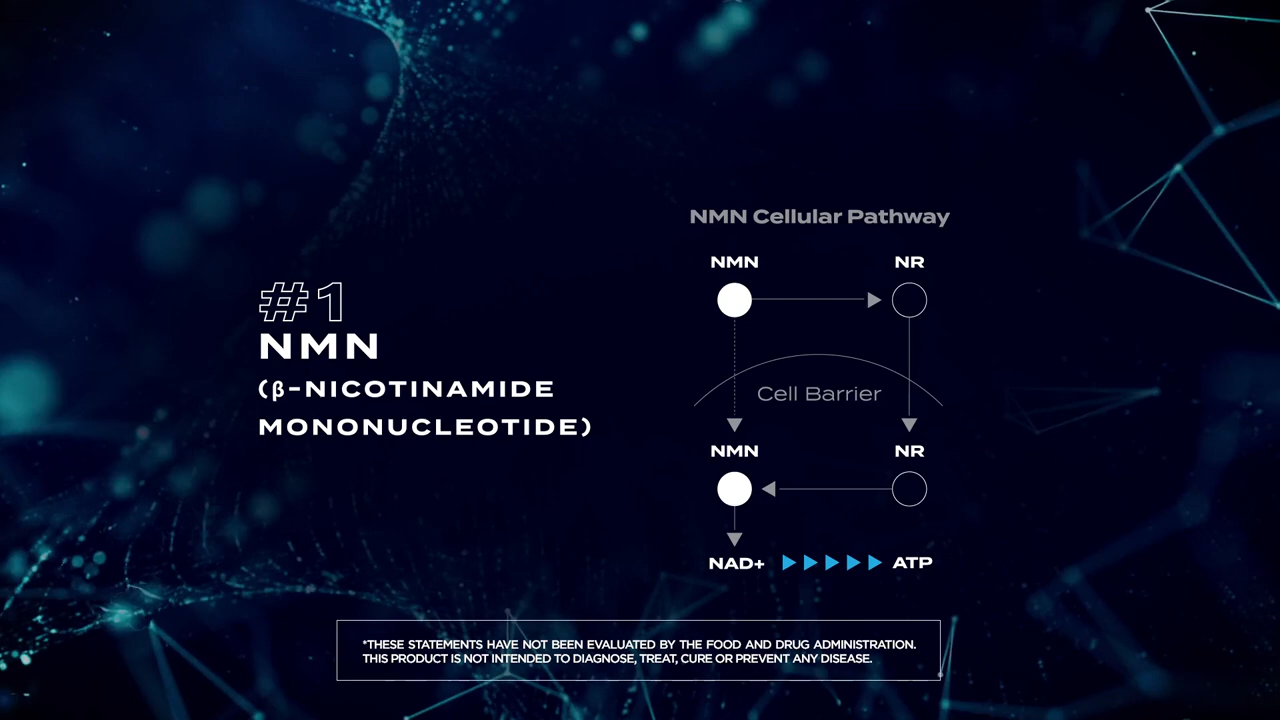 #1
NMN
(β-NICOTINAMIDE
MONONUCLEOTIDE)
NMN Cellular Pathway
NMN NR
Cell Barrier
NMN NR
NAD+ ATP
*THESE STATEMENTS HAVE NOT BEEN EVALUATED BY THE FOOD AND DRUG ADMINISTRATION.
THIS PRODUCT IS NOT INTENDED TO DIAGNOSE, TREAT, CURE OR PREVENT ANY DISEASE.